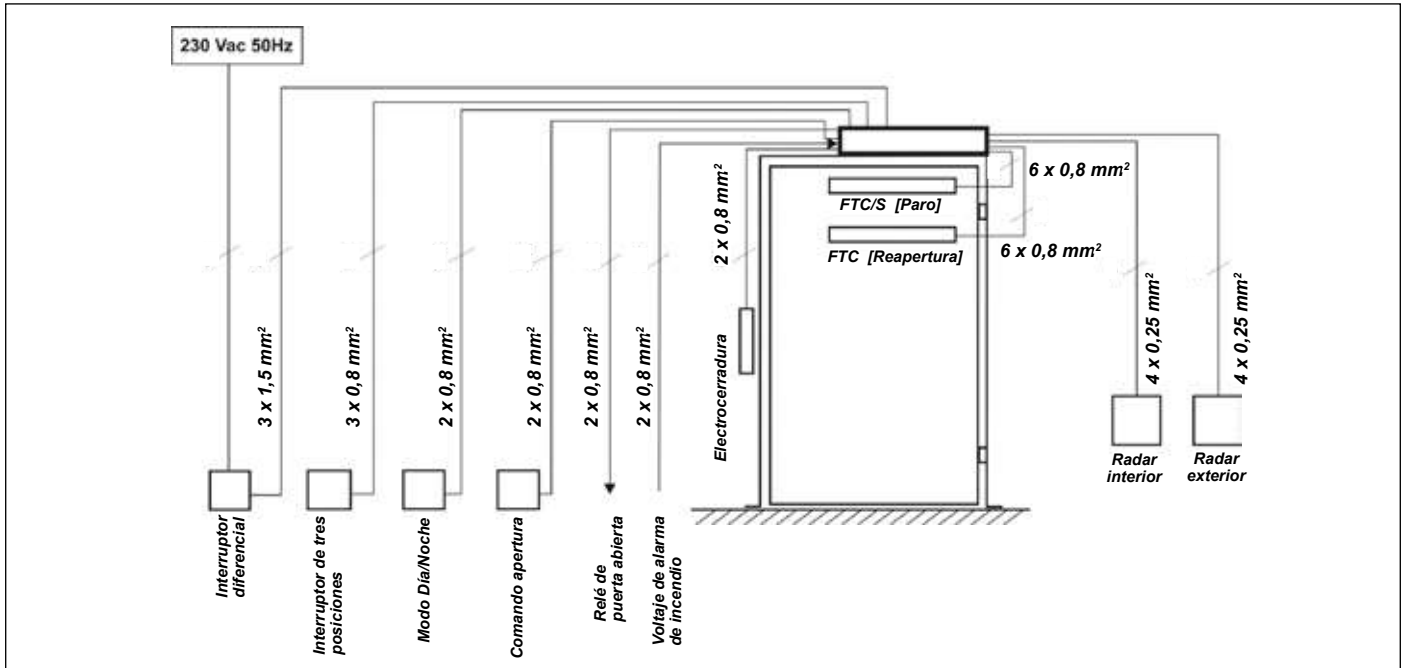 230 Vac 50Hz
FTC/S [Paro]
FTC [Reapertura]
6 x 0,8 mm²
6 x 0,8 mm²
2 x 0,8 mm²
Electrocerradura
3 x 1,5 mm²
3 x 0,8 mm²
2 x 0,8 mm²
2 x 0,8 mm²
2 x 0,8 mm²
2 x 0,8 mm²
4 x 0,25 mm²
4 x 0,25 mm²
Radar
interior
Radar
exterior
Interruptor
diferencial
Interruptor de tres
posiciones
Modo Día/Noche
Comando apertura
Relé de
puerta abierta
Voltaje de alarma
de incendio